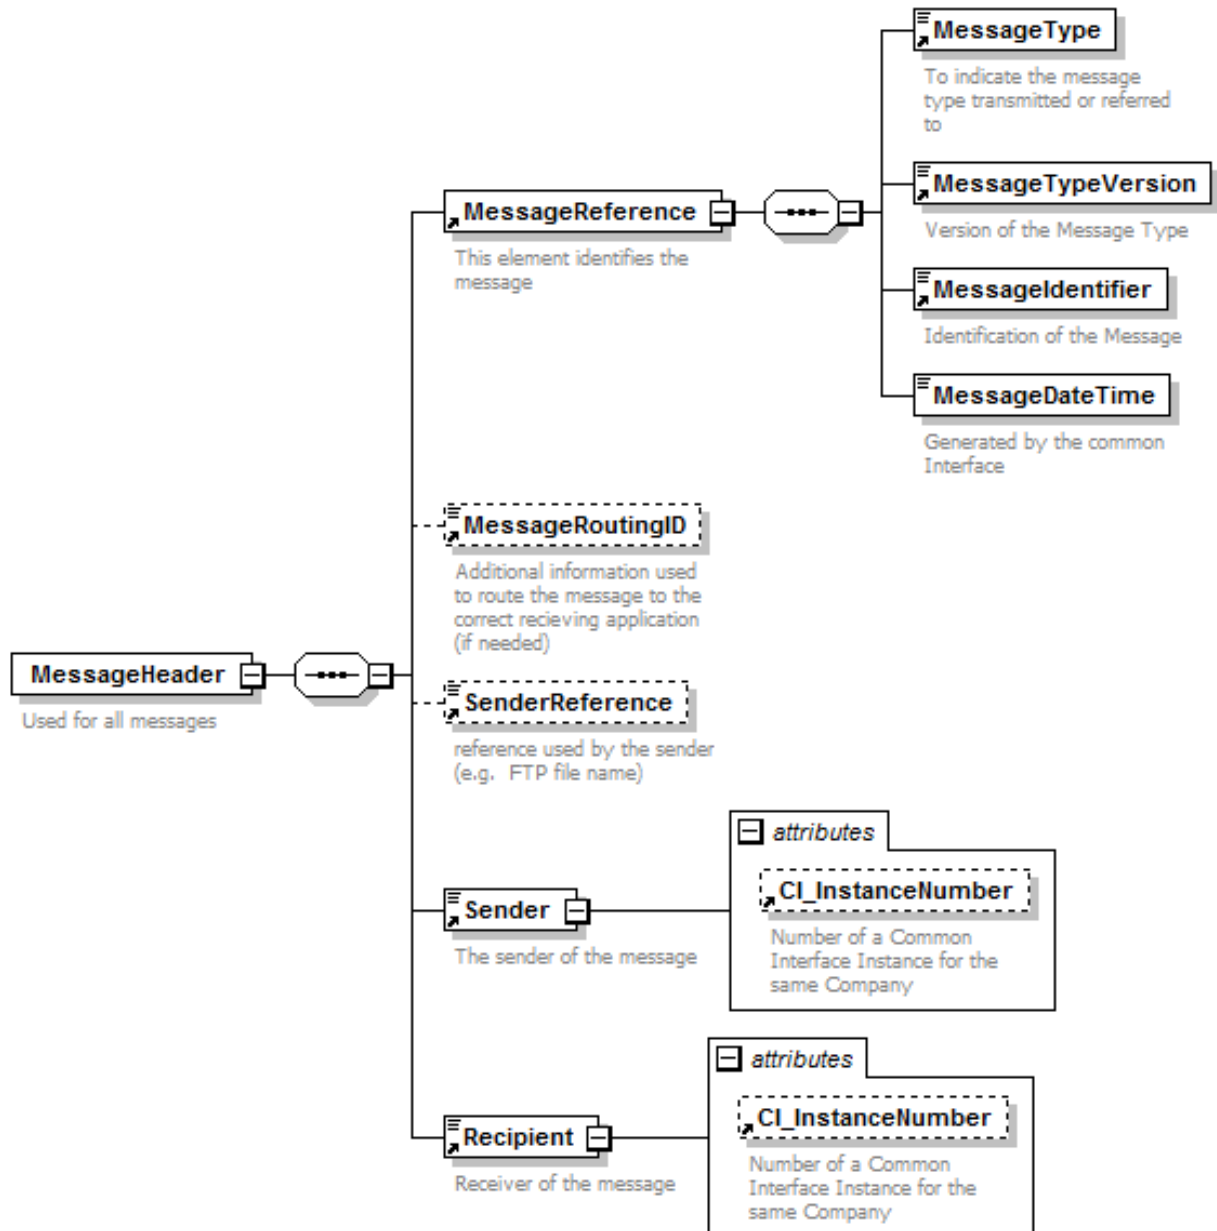 MessageType
To indicate the message
type transmitted or referred
to
MessageTypeVersion
Version of the Message Type
MessageReference
This element identifies the
message
MessageIdentifier
Identification of the Message
MessageDateTime
Generated by the common
Interface
MessageRoutingID
Additional information used
to route the message to the
correct recieving application
(if needed)
MessageHeader
Used for all messages
SenderReference
reference used by the sender
(e.g. FTP file name)
attributes
CI_InstanceNumber
Number of a Common
Interface Instance for the
same Company
Sender
The sender of the message
attributes
CI_InstanceNumber
Number of a Common
Interface Instance for the
same Company
Recipient
Receiver of the message